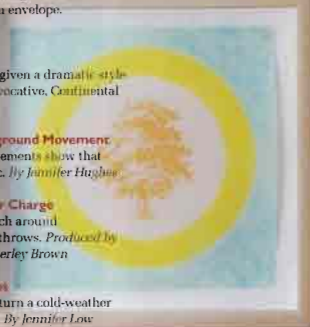 envelope.
given a dramatic style
vocative, Continental
ground Movement
ements show that
. By Jennifer Hughes
r Charge
ch around
throws. Produced by
erley Brown
turn a cold-weather
. By Jennifer Low